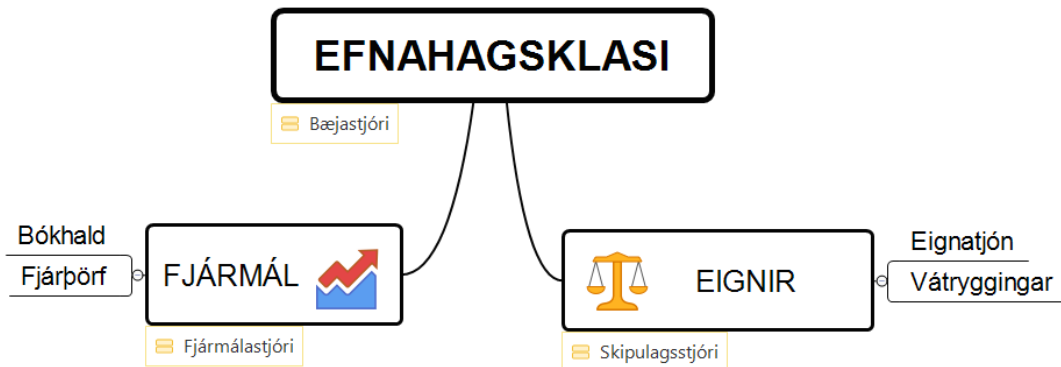 EFNAHAGSKLASI
Bæjastjóri
Bókhald
Fjárþörf
FJÁRMÁL
Fjármálastjóri
EIGNIR
Skipulagsstjóri
Eignatjón
Vátryggingar